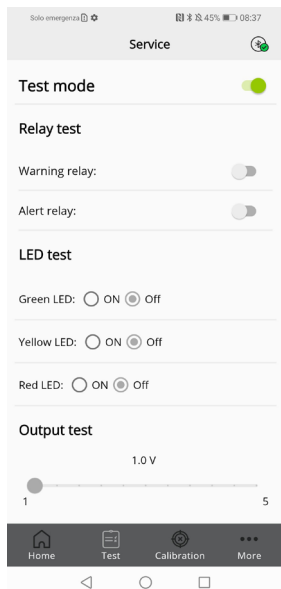 Solo emergenza 45% 08:37
Service
Test mode
Relay test
Warning relay:
Alert relay:
LED test
Green LED: ON Off
Yellow LED: ON Off
Red LED: ON Off
Output test
1.0 V
1 5
Home Test Calibration More